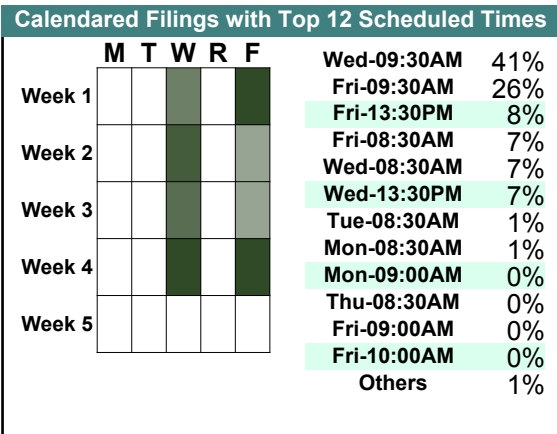 Calendared Filings with Top 12 Scheduled Times
M T W R F
Week 1
Week 2
Week 3
Week 4
Week 5
Wed-09:30AM 41%
Fri-09:30AM 26%
Fri-13:30PM 8%
Fri-08:30AM 7%
Wed-08:30AM 7%
Wed-13:30PM 7%
Tue-08:30AM 1%
Mon-08:30AM 1%
Mon-09:00AM 0%
Thu-08:30AM 0%
Fri-09:00AM 0%
Fri-10:00AM 0%
Others 1%